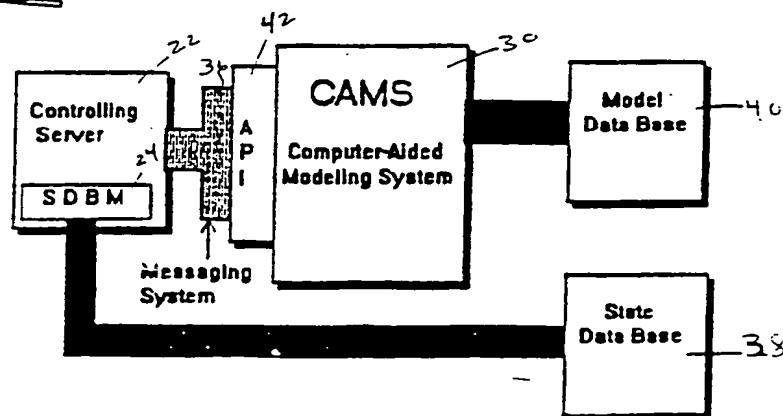 22
42
30
36
Controlling
Server
24
S D B M
A
P
I
CAMS
Computer-Aided
Modeling System
Model
Data Base
40
Messaging
System
State
Data Base
38